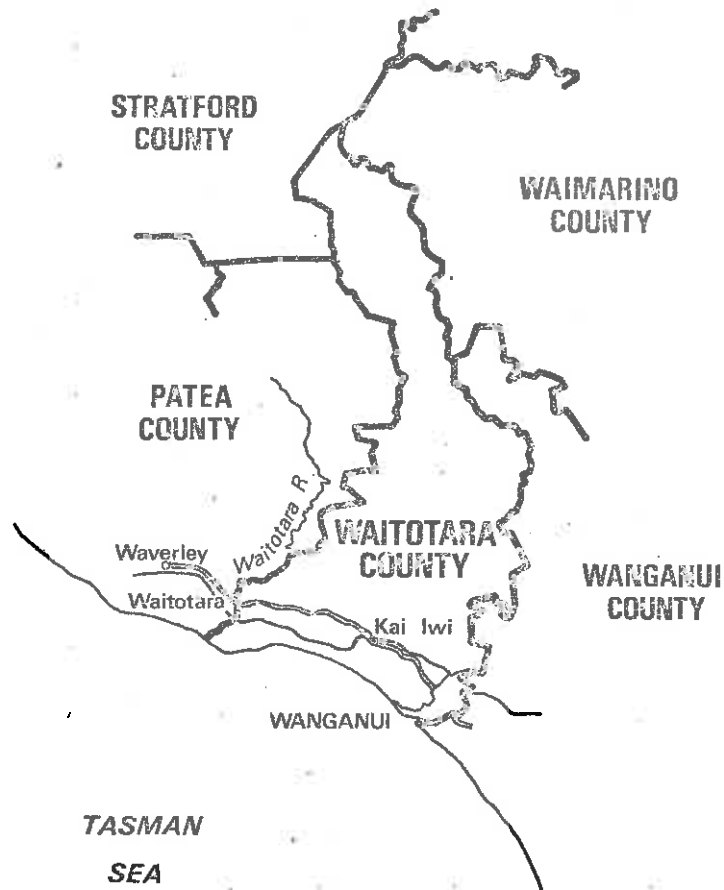 STRATFORD
COUNTY
WAIMARINO
COUNTY
PATEA
COUNTY
Waitotara R
WAITOTARA
COUNTY
Waverley
WANGANUI
COUNTY
Waitotara
Kai Iwi
WANGANUI
TASMAN
SEA